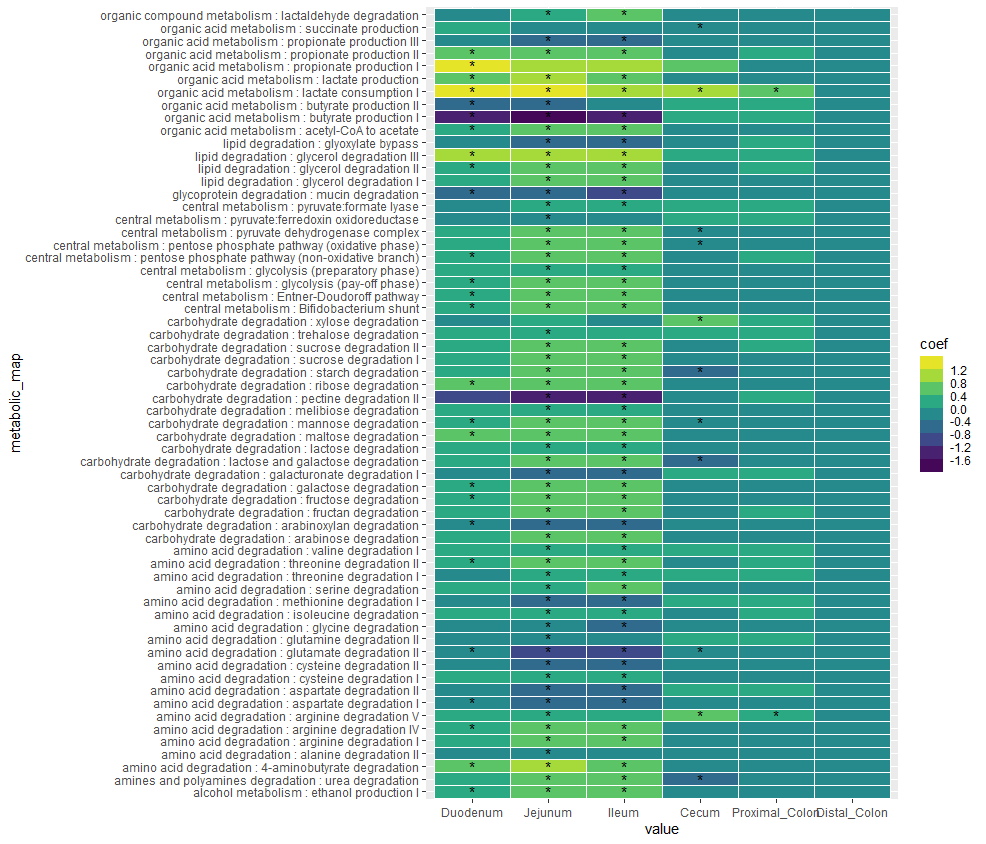 organic compound metabolism : lactaldehyde degradation
organic acid metabolism : succinate production
organic acid metabolism : propionate production III
organic acid metabolism : propionate production II
organic acid metabolism : propionate production I
organic acid metabolism : lactate production
organic acid metabolism : lactate consumption I
organic acid metabolism : butyrate production II
organic acid metabolism : butyrate production I
organic acid metabolism : acetyl-CoA to acetate
lipid degradation : glyoxylate bypass
lipid degradation : glycerol degradation III
lipid degradation : glycerol degradation II
lipid degradation : glycerol degradation I
glycoprotein degradation : mucin degradation
central metabolism : pyruvate:formate lyase
central metabolism : pyruvate:ferredoxin oxidoreductase
central metabolism : pyruvate dehydrogenase complex
central metabolism : pentose phosphate pathway (oxidative phase)
central metabolism : pentose phosphate pathway (non-oxidative branch)
central metabolism : glycolysis (preparatory phase)
central metabolism : glycolysis (pay-off phase)
central metabolism : Entner-Doudoroff pathway
central metabolism : Bifidobacterium shunt
carbohydrate degradation : xylose degradation
carbohydrate degradation : trehalose degradation
carbohydrate degradation : sucrose degradation II
carbohydrate degradation : sucrose degradation I
carbohydrate degradation : starch degradation
carbohydrate degradation : ribose degradation
carbohydrate degradation : pectine degradation II
carbohydrate degradation : melibiose degradation
carbohydrate degradation : mannose degradation
carbohydrate degradation : maltose degradation
carbohydrate degradation : lactose degradation
carbohydrate degradation : lactose and galactose degradation
carbohydrate degradation : galacturonate degradation I
carbohydrate degradation : galactose degradation
carbohydrate degradation : fructose degradation
carbohydrate degradation : fructan degradation
carbohydrate degradation : arabinoxylan degradation
carbohydrate degradation : arabinose degradation
amino acid degradation : valine degradation I
amino acid degradation : threonine degradation II
amino acid degradation : threonine degradation I
amino acid degradation : serine degradation
amino acid degradation : methionine degradation I
amino acid degradation : isoleucine degradation
amino acid degradation : glycine degradation
amino acid degradation : glutamine degradation II
amino acid degradation : glutamate degradation II
amino acid degradation : cysteine degradation II
amino acid degradation : cysteine degradation I
amino acid degradation : aspartate degradation II
amino acid degradation : aspartate degradation I
amino acid degradation : arginine degradation V
amino acid degradation : arginine degradation IV
amino acid degradation : arginine degradation I
amino acid degradation : alanine degradation II
amino acid degradation : 4-aminobutyrate degradation
amines and polyamines degradation : urea degradation
alcohol metabolism : ethanol production I
metabolic_map
Duodenum Jejunum Ileum Cecum Proximal_Colon Distal_Colon
value
coef
1.2
0.8
0.4
0.0
-0.4
-0.8
-1.2
-1.6